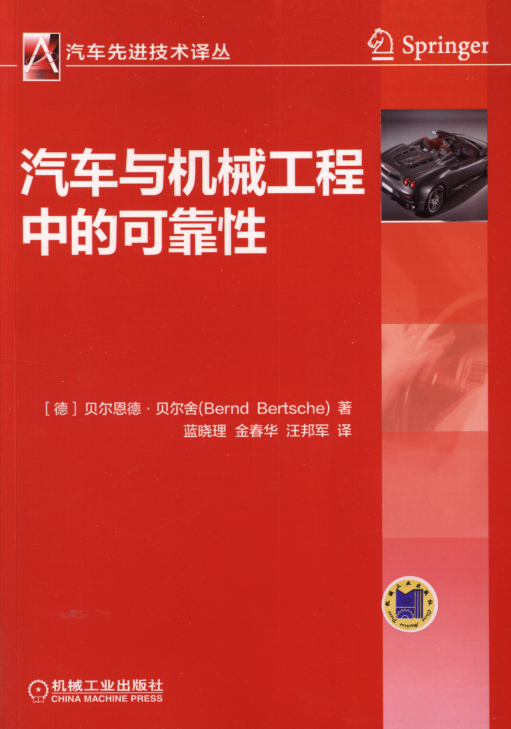 汽车先进技术译丛
Springer
汽车与机械工程
中的可靠性
[德] 贝尔恩德·贝尔舍(Bernd Bertsche) 著
蓝晓理 金春华 汪邦军 译
机械工业出版社
CHINA MACHINE PRESS